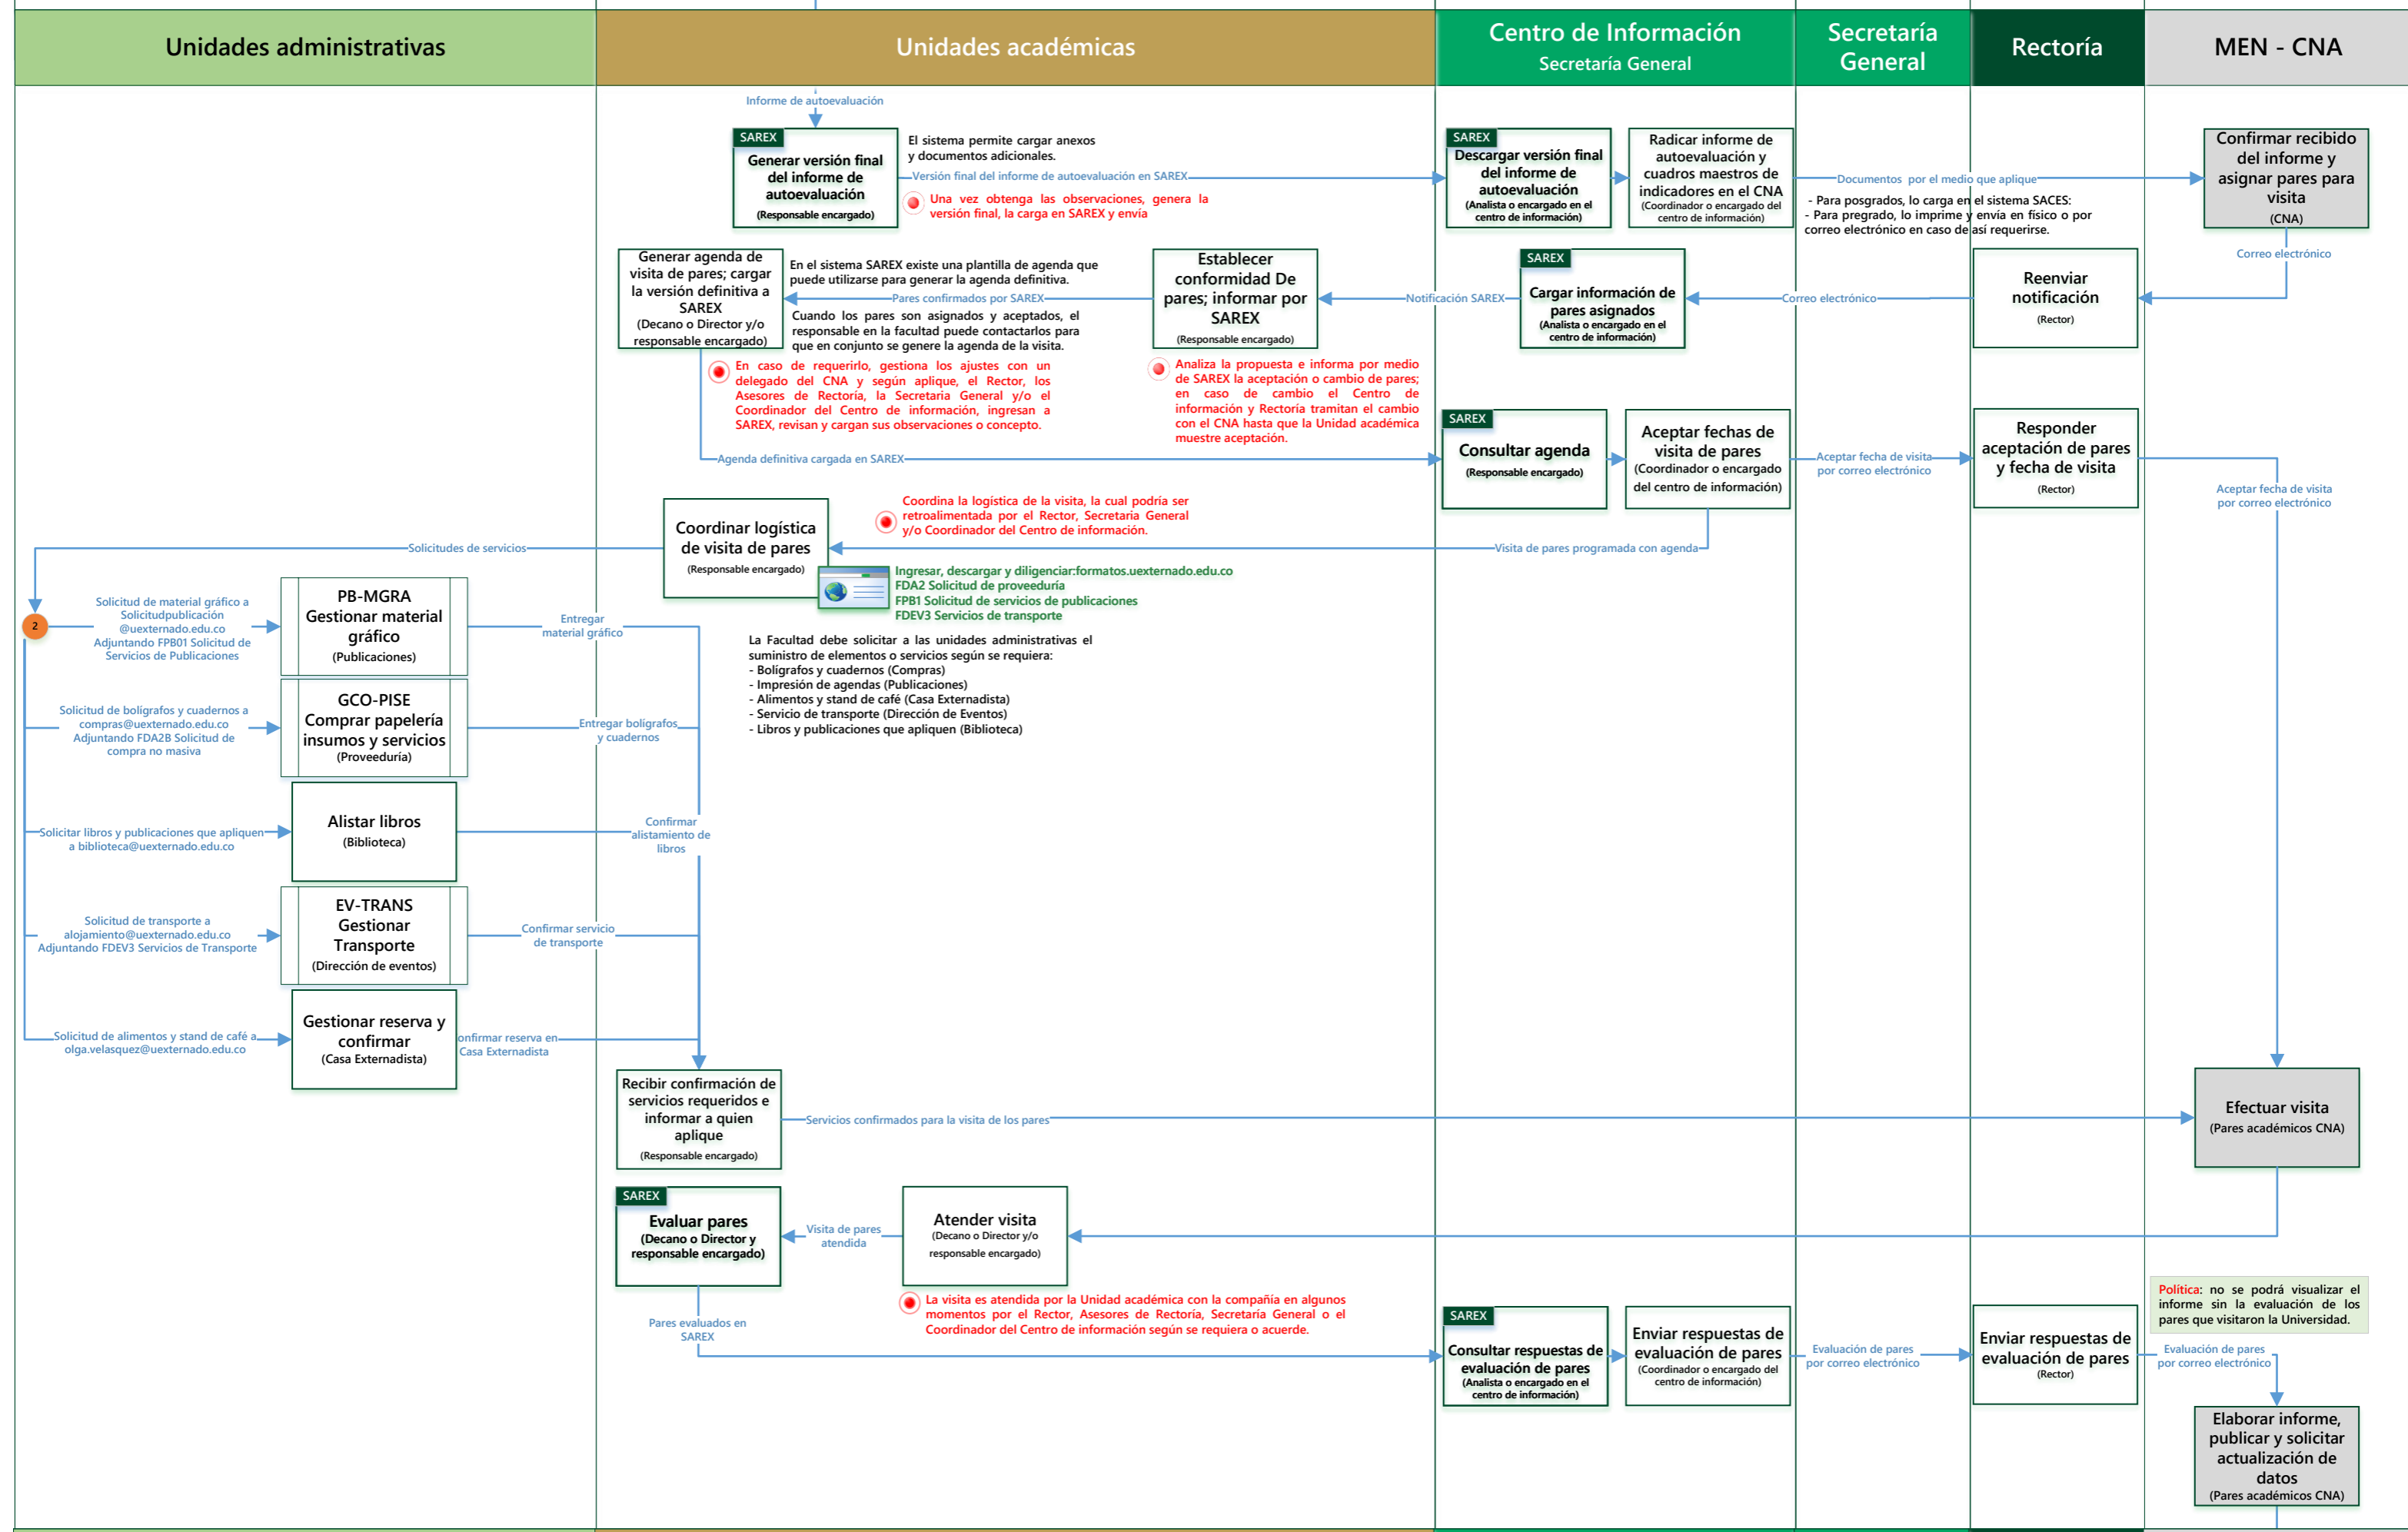 Unidades administrativas
Unidades académicas
Centro de Información
Secretaría General
Secretaría
General
Rectoría
MEN - CNA
Informe de autoevaluación
SAREX
Generar versión final
del informe de
autoevaluación
(Responsable encargado)
El sistema permite cargar anexos
y documentos adicionales.
Versión final del informe de autoevaluación en SAREX
Una vez obtenga las observaciones, genera la
versión final, la carga en SAREX y envía
SAREX
Descargar versión final
del informe de
autoevaluación
(Analista o encargado en el
centro de información)
Radicar informe de
autoevaluación y
cuadros maestros de
indicadores en el CNA
(Coordinador o encargado del
centro de información)
Documentos por el medio que aplique
- Para posgrados, lo carga en el sistema SACES:
- Para pregrado, lo imprime y envía en físico o por
correo electrónico en caso de así requerirse.
Confirmar recibido
del informe y
asignar pares para
visita
(CNA)
Correo electrónico
Generar agenda de
visita de pares; cargar
la versión definitiva a
SAREX
(Decano o Director y/o
responsable encargado)
En el sistema SAREX existe una plantilla de agenda que
puede utilizarse para generar la agenda definitiva.
Pares confirmados por SAREX
Cuando los pares son asignados y aceptados, el
responsable en la facultad puede contactarlos para
que en conjunto se genere la agenda de la visita.
Establecer
conformidad De
pares; informar por
SAREX
(Responsable encargado)
Notificación SAREX
SAREX
Cargar información de
pares asignados
(Analista o encargado en el
centro de información)
Correo electrónico
Reenviar
notificación
(Rector)
En caso de requerirlo, gestiona los ajustes con un
delegado del CNA y según aplique, el Rector, los
Asesores de Rectoría, la Secretaria General y/o el
Coordinador del Centro de información, ingresan a
SAREX, revisan y cargan sus observaciones o concepto.
Analiza la propuesta e informa por medio
de SAREX la aceptación o cambio de pares;
en caso de cambio el Centro de
información y Rectoría tramitan el cambio
con el CNA hasta que la Unidad académica
muestre aceptación.
Agenda definitiva cargada en SAREX
SAREX
Consultar agenda
(Responsable encargado)
Aceptar fechas de
visita de pares
(Coordinador o encargado
del centro de información)
Aceptar fecha de visita
por correo electrónico
Responder
aceptación de pares
y fecha de visita
(Rector)
Aceptar fecha de visita
por correo electrónico
Coordinar logística
de visita de pares
(Responsable encargado)
Coordina la logística de la visita, la cual podría ser
retroalimentada por el Rector, Secretaria General
y/o Coordinador del Centro de información.
Solicitudes de servicios
Visita de pares programada con agenda
Ingresar, descargar y diligenciar:formatos.uexternado.edu.co
FDA2 Solicitud de proveeduría
FPB1 Solicitud de servicios de publicaciones
FDEV3 Servicios de transporte
La Facultad debe solicitar a las unidades administrativas el
suministro de elementos o servicios según se requiera:
- Bolígrafos y cuadernos (Compras)
- Impresión de agendas (Publicaciones)
- Alimentos y stand de café (Casa Externadista)
- Servicio de transporte (Dirección de Eventos)
- Libros y publicaciones que apliquen (Biblioteca)
2
Solicitud de material gráfico a
Solicitudpublicación
@uexternado.edu.co
Adjuntando FPB01 Solicitud de
Servicios de Publicaciones
PB-MGRA
Gestionar material
gráfico
(Publicaciones)
Entregar
material gráfico
Solicitud de bolígrafos y cuadernos a
compras@uexternado.edu.co
Adjuntando FDA2B Solicitud de
compra no masiva
GCO-PISE
Comprar papelería
insumos y servicios
(Proveeduría)
Entregar bolígrafos
y cuadernos
Solicitar libros y publicaciones que apliquen
a biblioteca@uexternado.edu.co
Alistar libros
(Biblioteca)
Confirmar
alistamiento de
libros
Solicitud de transporte a
alojamiento@uexternado.edu.co
Adjuntando FDEV3 Servicios de Transporte
EV-TRANS
Gestionar
Transporte
(Dirección de eventos)
Confirmar servicio
de transporte
Solicitud de alimentos y stand de café a
olga.velasquez@uexternado.edu.co
Gestionar reserva y
confirmar
(Casa Externadista)
onfirmar reserva en
Casa Externadista
Recibir confirmación de
servicios requeridos e
informar a quien
aplique
(Responsable encargado)
Servicios confirmados para la visita de los pares
Efectuar visita
(Pares académicos CNA)
SAREX
Evaluar pares
(Decano o Director y
responsable encargado)
Visita de pares
atendida
Atender visita
(Decano o Director y/o
responsable encargado)
La visita es atendida por la Unidad académica con la compañía en algunos
momentos por el Rector, Asesores de Rectoría, Secretaria General o el
Coordinador del Centro de información según se requiera o acuerde.
Pares evaluados en
SAREX
SAREX
Consultar respuestas de
evaluación de pares
(Analista o encargado en el
centro de información)
Enviar respuestas de
evaluación de pares
(Coordinador o encargado del
centro de información)
Evaluación de pares
por correo electrónico
Enviar respuestas de
evaluación de pares
(Rector)
Política: no se podrá visualizar el
informe sin la evaluación de los
pares que visitaron la Universidad.
Evaluación de pares
por correo electrónico
Elaborar informe,
publicar y solicitar
actualización de
datos
(Pares académicos CNA)